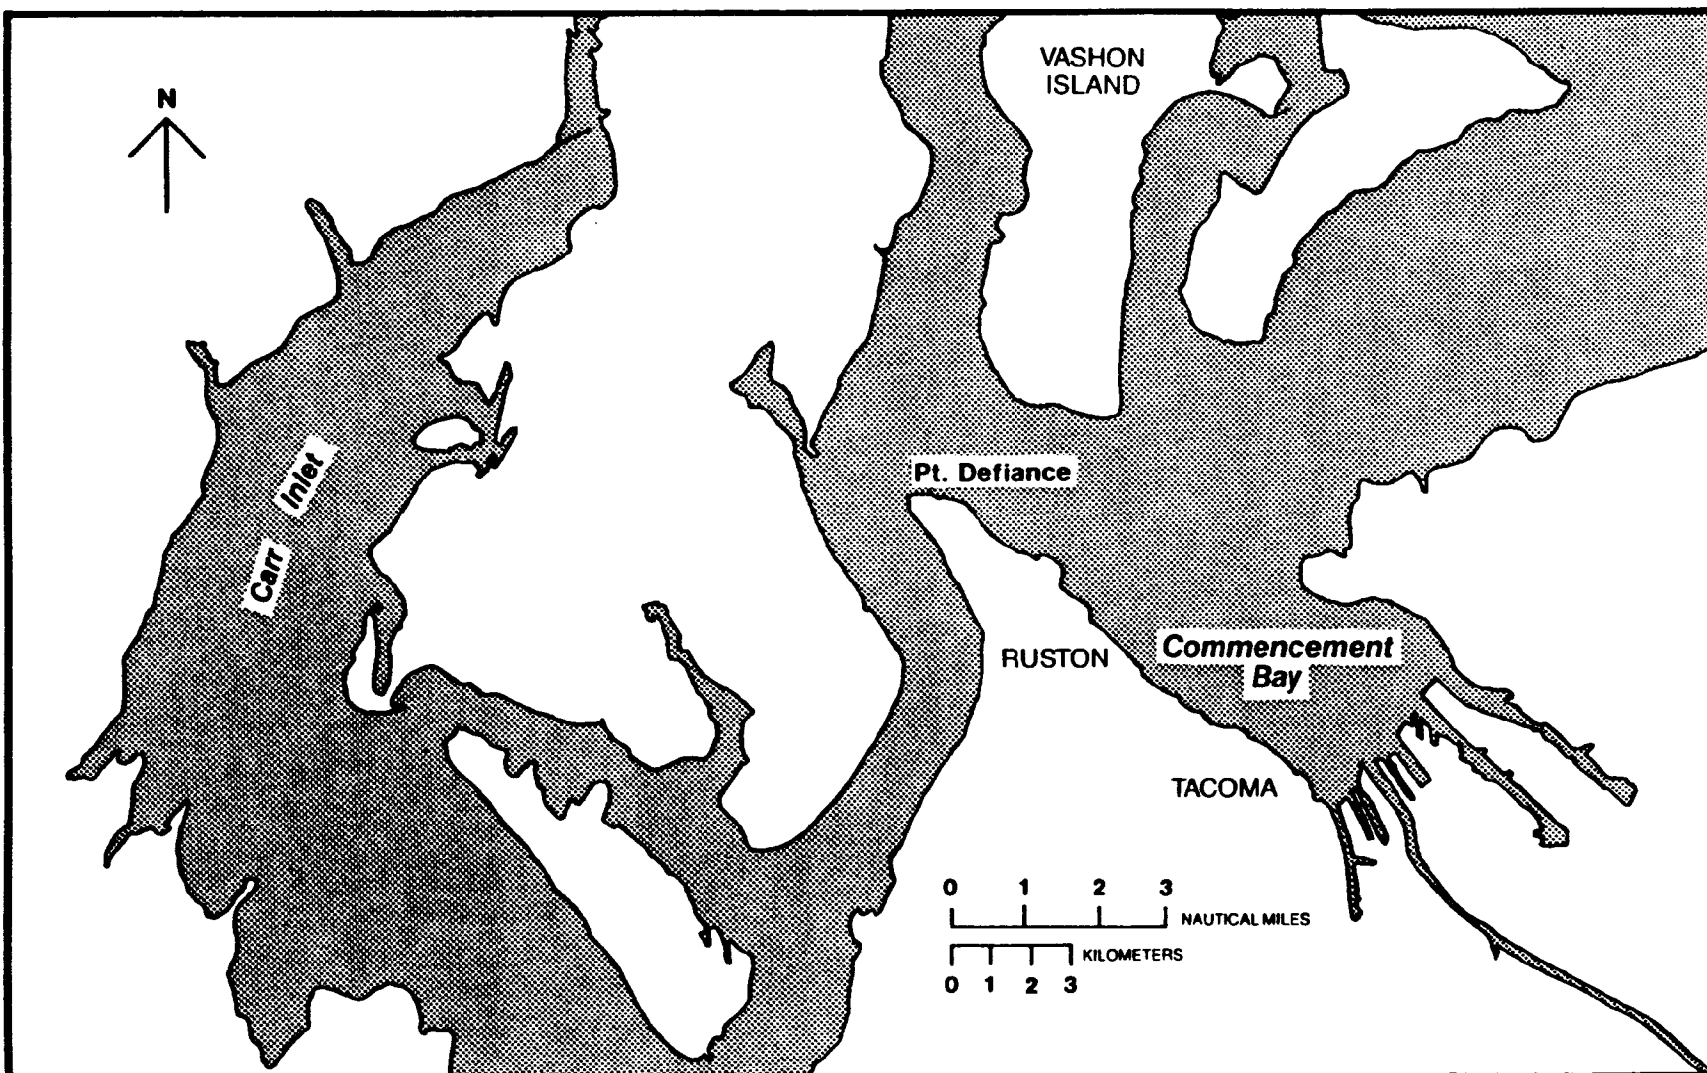 VASHON
ISLAND
N
Inlet
Carr
Pt. Defiance
RUSTON
Commencement
Bay
TACOMA
0 1 2 3
NAUTICAL MILES
KILOMETERS
0 1 2 3